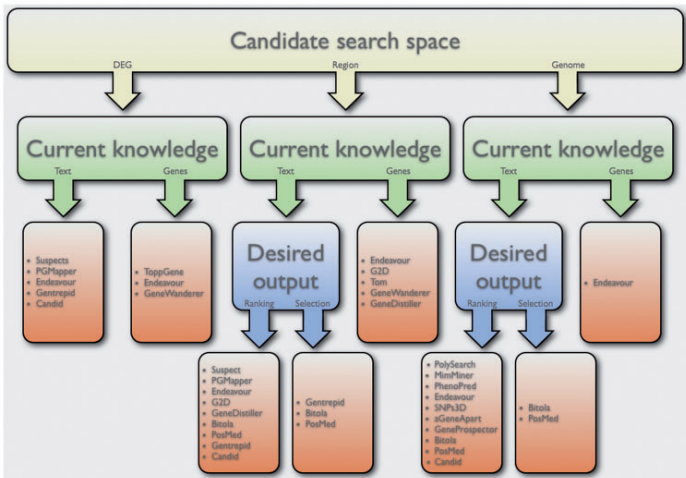 Candidate search space
DEG
Region
Genome
Current knowledge
Text
Genes
Current knowledge
Text
Genes
Current knowledge
Text
Genes
Suspects
PGMapper
Endeavour
Gentrepid
Candid
ToppGene
Endeavour
GeneWanderer
Desired
output
Ranking
Selection
Endeavour
G2D
Tom
GeneWanderer
GeneDistiller
Desired
output
Ranking
Selection
Endeavour
Suspect
PGMapper
Endeavour
G2D
GeneDistiller
Bitola
PosMed
Gentrepid
Candid
Gentrepid
Bitola
PosMed
PolySearch
MimMiner
PhenoPred
Endeavour
SNPs3D
aGeneApart
GeneProspector
Bitola
PosMed
Candid
Bitola
PosMed